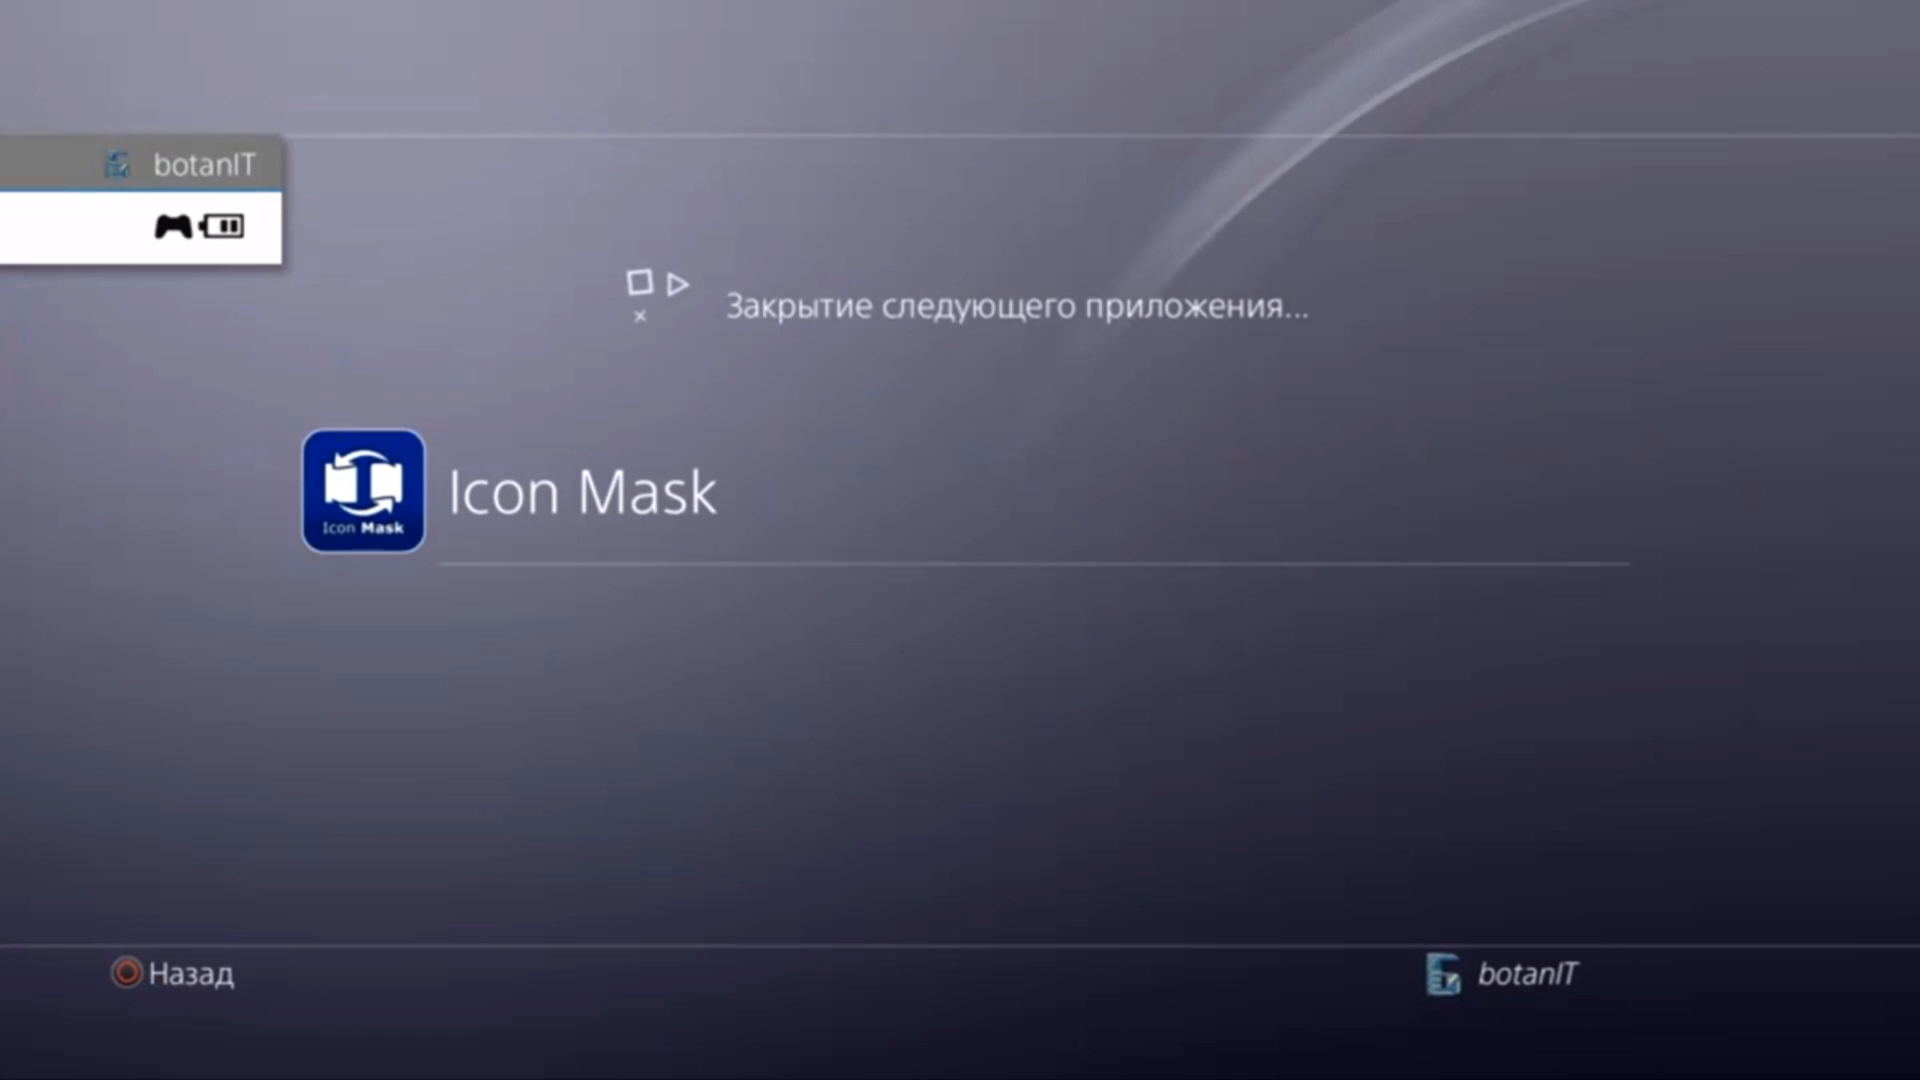 botanIT
Закрытие следующего приложения...
Icon Mask
Icon Mask
Назад
botanIT